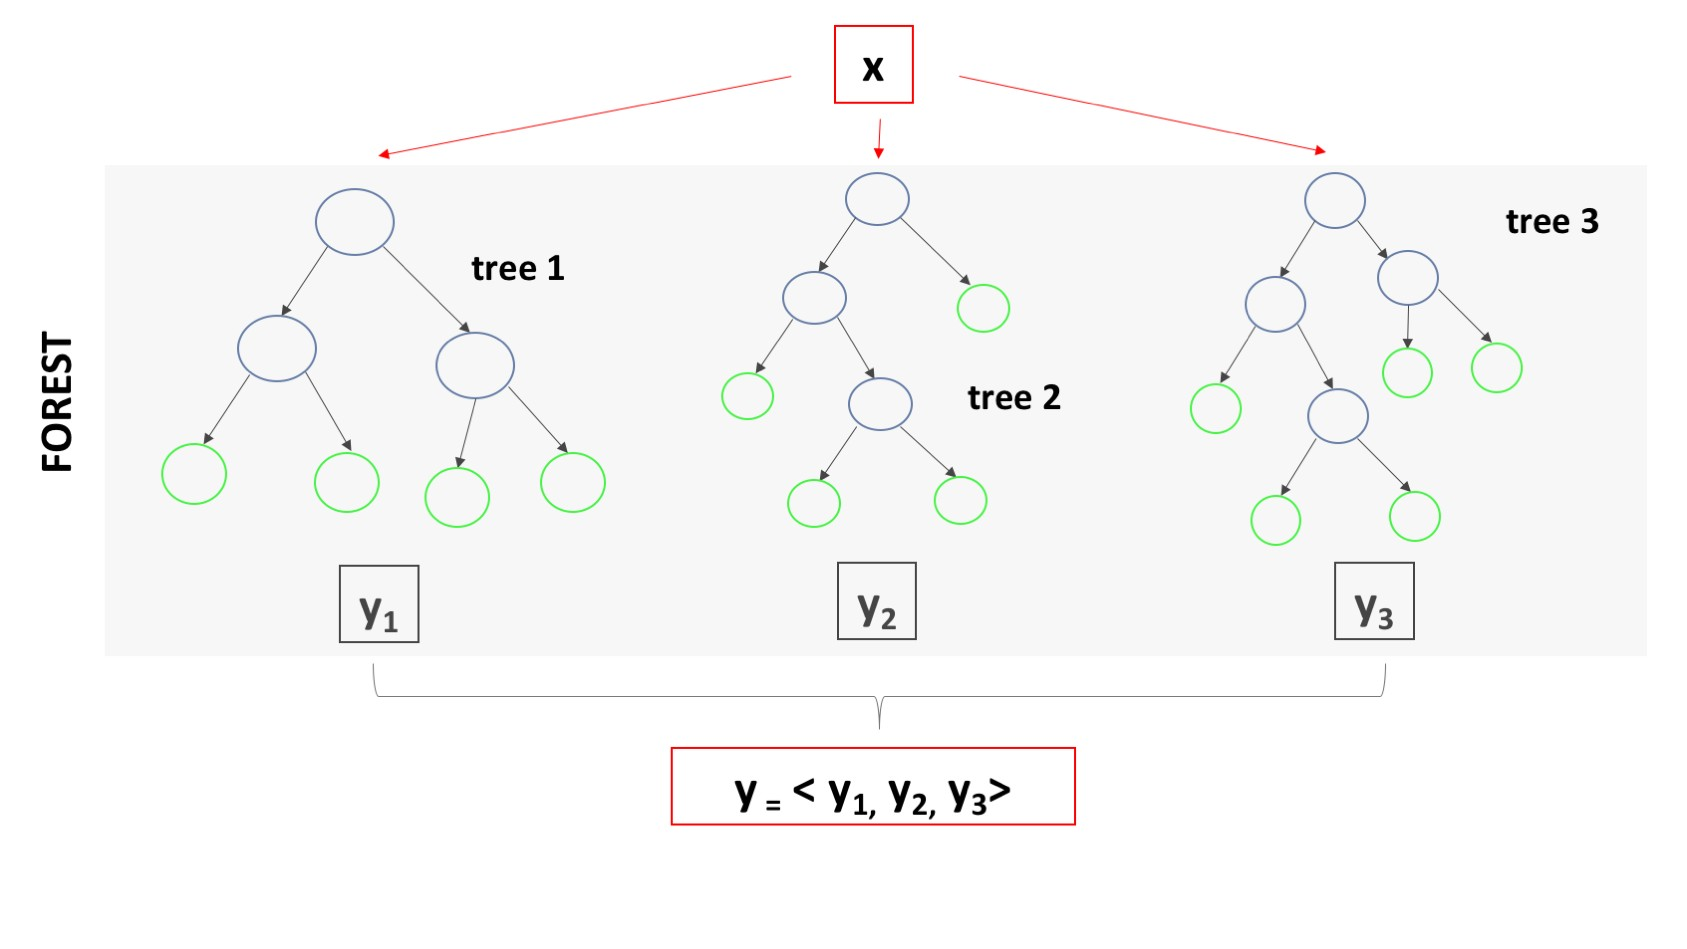 x
tree 1
tree 2
tree 3
FOREST
y1
y2
y3
y = < y1, y2, y3>